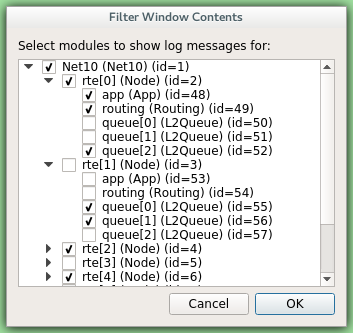 Filter Window Contents
Select modules to show log messages for:
Net10 (Net10) (id=1)
rte[0] (Node) (id=2)
app (App) (id=48)
routing (Routing) (id=49)
queue[0] (L2Queue) (id=50)
queue[1] (L2Queue) (id=51)
queue[2] (L2Queue) (id=52)
rte[1] (Node) (id=3)
app (App) (id=53)
routing (Routing) (id=54)
queue[0] (L2Queue) (id=55)
queue[1] (L2Queue) (id=56)
queue[2] (L2Queue) (id=57)
rte[2] (Node) (id=4)
rte[3] (Node) (id=5)
rte[4] (Node) (id=6)
Cancel OK